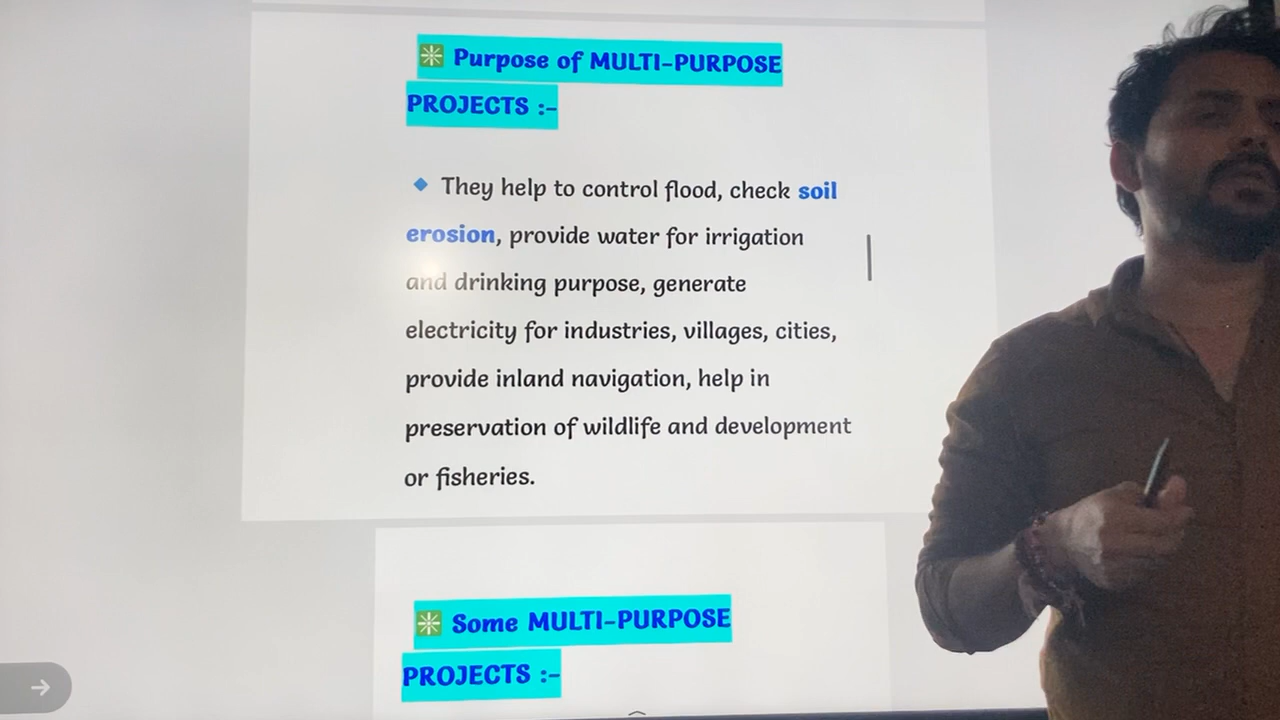 Purpose of MULTI-PURPOSE
PROJECTS :-
They help to control flood, check soil
erosion, provide water for irrigation
and drinking purpose, generate
electricity for industries, villages, cities,
provide inland navigation, help in
preservation of wildlife and development
or fisheries.
Some MULTI-PURPOSE
PROJECTS :-